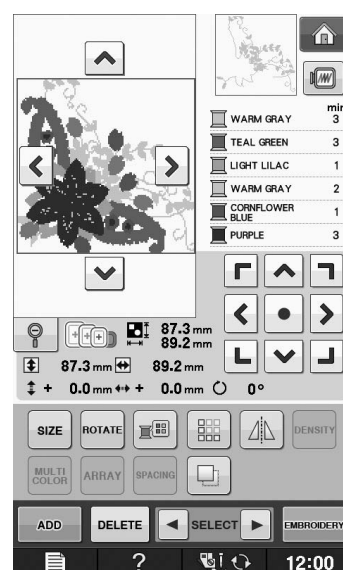 min
WARM GRAY 3
TEAL GREEN 3
LIGHT LILAC 1
WARM GRAY 2
CORNFLOWER
BLUE 1
PURPLE 3
87.3 mm
89.2 mm
87.3 mm 89.2 mm
+ 0.0 mm + 0.0 mm 0°
SIZE ROTATE DENSITY
MULTI
COLOR ARRAY SPACING
ADD DELETE SELECT EMBROIDERY
? 12:00